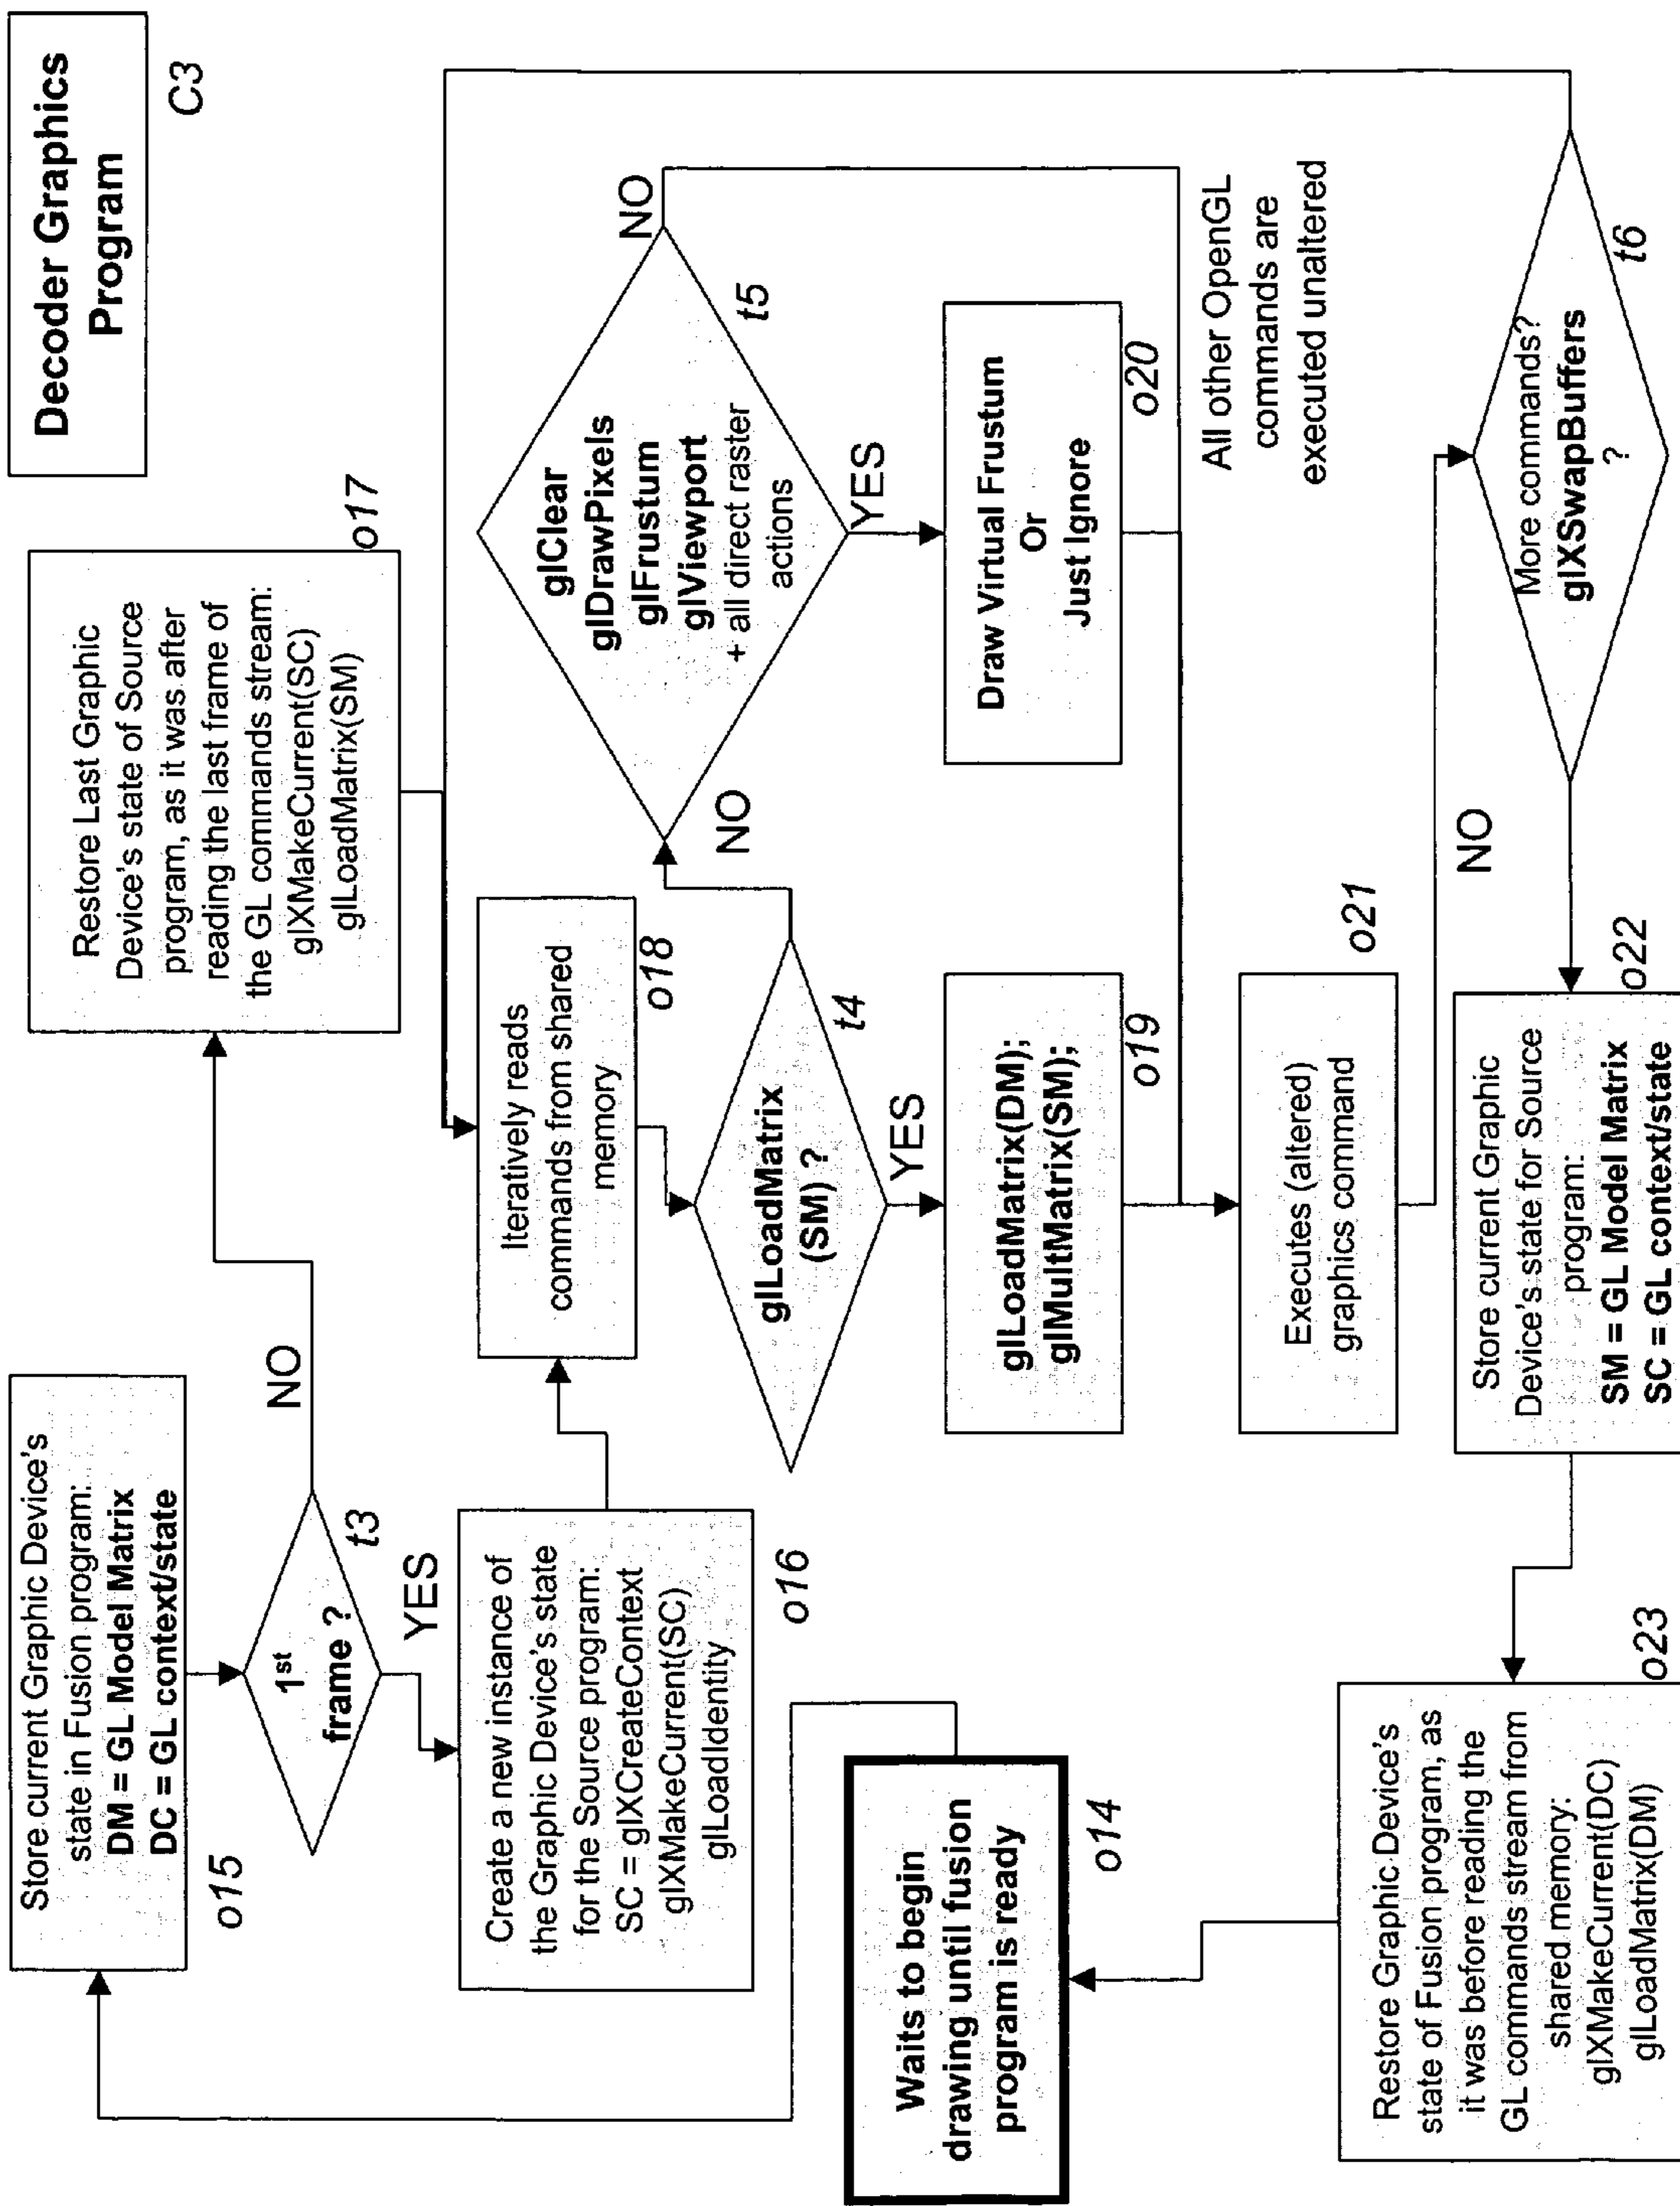 Decoder Graphics
Program
C3
Store current Graphic Device's
state in Fusion program:
DM = GL Model Matrix
DC = GL context/state
o15
1st
frame ?
t3
NO
YES
Restore Last Graphic
Device's state of Source
program, as it was after
reading the last frame of
the GL commands stream:
glXMakeCurrent(SC)
glLoadMatrix(SM)
o17
Create a new instance of
the Graphic Device's state
for the Source program:
SC = glXCreateContext
glXMakeCurrent(SC)
glLoadIdentity
o16
Iteratively reads
commands from shared
memory
o18
glLoadMatrix
(SM) ?
t4
NO
YES
glClear
glDrawPixels
glFrustum
glViewport
+ all direct raster
actions
t5
NO
YES
Waits to begin
drawing until fusion
program is ready
o14
glLoadMatrix(DM);
glMultMatrix(SM);
o19
Draw Virtual Frustum
Or
Just Ignore
o20
All other OpenGL
commands are
executed unaltered
Executes (altered)
graphics command
o21
More commands?
glXSwapBuffers
?
t6
NO
Store current Graphic
Device's state for Source
program:
SM = GL Model Matrix
SC = GL context/state
o22
Restore Graphic Device's
state of Fusion program, as
it was before reading the
GL commands stream from
shared memory:
glXMakeCurrent(DC)
glLoadMatrix(DM)
o23